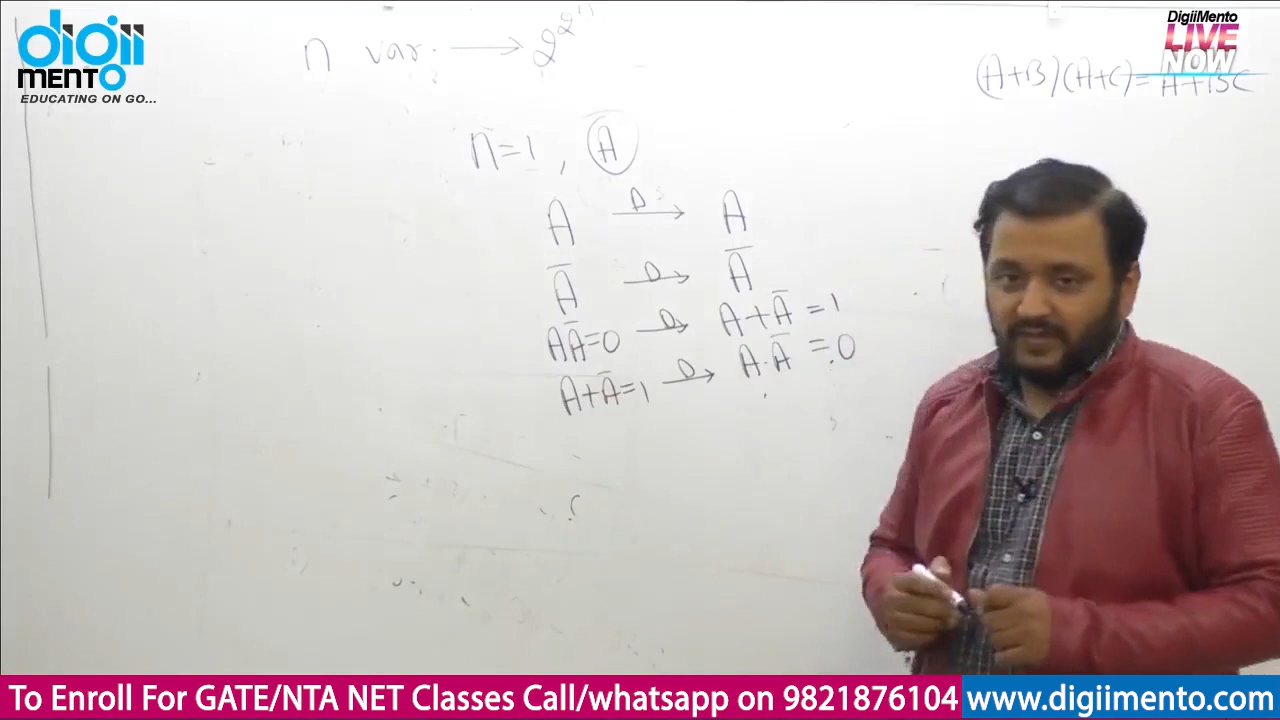 digii
MENTO
EDUCATING ON GO...
DigiiMento
LIVE
NOW
n var. → 2^2^n
(A+B)(A+C)=A+BC
n=1, A
A D→ A
A̅ D→ A̅
AA̅=0 D→ A+A̅=1
A+A̅=1 D→ A.A̅=0
To Enroll For GATE/NTA NET Classes Call/whatsapp on 9821876104 www.digiimento.com